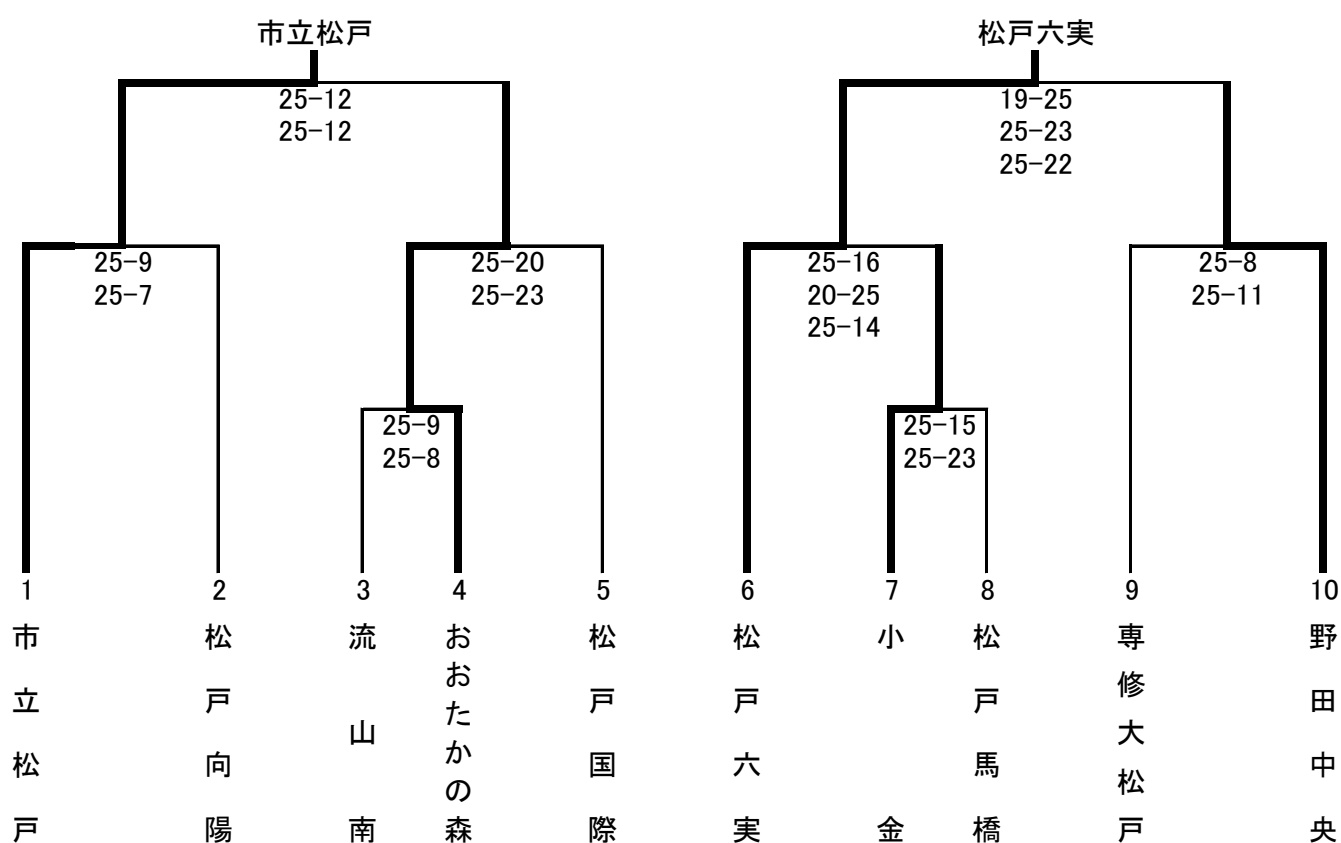 市立松戸
松戸六実
25-12
25-12
19-25
25-23
25-22
25-9
25-7
25-20
25-23
25-16
20-25
25-14
25-8
25-11
25-9
25-8
25-15
25-23
1
2
3
4
5
6
7
8
9
10
市立松戸
松戸向陽
流山南
おおたかの森
松戸国際
松戸六実
小金
松戸馬橋
専修大松戸
野田中央